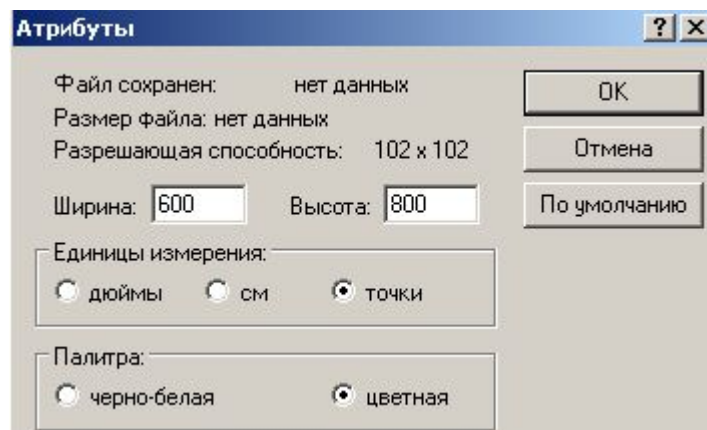 Атрибуты
Файл сохранен: нет данных
OK
Размер файла: нет данных
Разрешающая способность: 102 x 102
Отмена
Ширина: 600 Высота: 800
По умолчанию
Единицы измерения:
дюймы см точки
Палитра:
черно-белая цветная